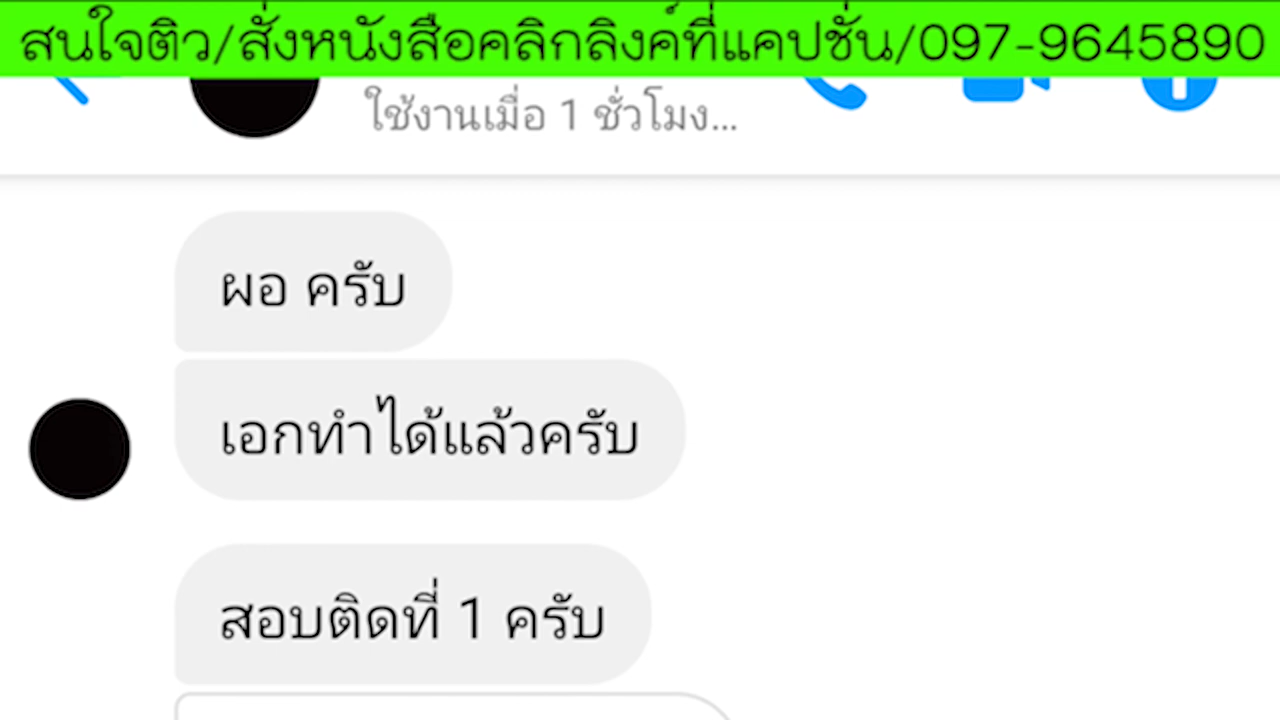 สนใจติว/สั่งหนังสือคลิกลิงค์ที่แคปชั่น/097-9645890
ใช้งานเมื่อ 1 ชั่วโมง...
ผอ ครับ
เอกทำได้แล้วครับ
สอบติดที่ 1 ครับ